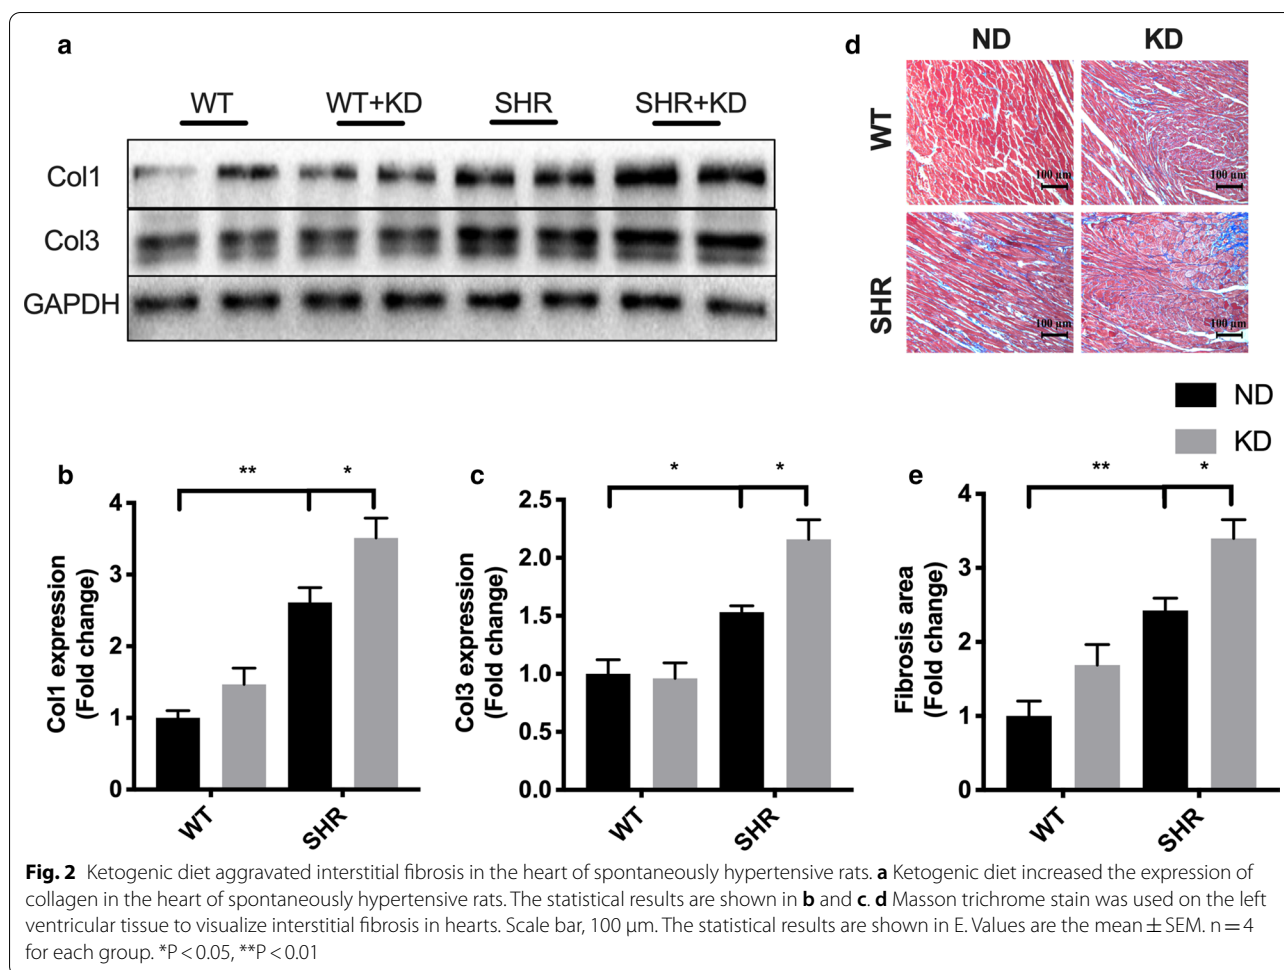 a
WT WT+KD SHR SHR+KD
Col1
Col3
GAPDH
d
ND KD
WT
100 μm 100 μm
SHR
100 μm 100 μm
ND
KD
b
** *
Col1 expression
(Fold change)
4
3
2
1
0
WT SHR
c
* *
Col3 expression
(Fold change)
2.5
2.0
1.5
1.0
0.5
0.0
WT SHR
e
** *
Fibrosis area
(Fold change)
4
3
2
1
0
WT SHR
Fig. 2 Ketogenic diet aggravated interstitial fibrosis in the heart of spontaneously hypertensive rats. a Ketogenic diet increased the expression of
collagen in the heart of spontaneously hypertensive rats. The statistical results are shown in b and c. d Masson trichrome stain was used on the left
ventricular tissue to visualize interstitial fibrosis in hearts. Scale bar, 100 μm. The statistical results are shown in E. Values are the mean ± SEM. n = 4
for each group. *P < 0.05, **P < 0.01